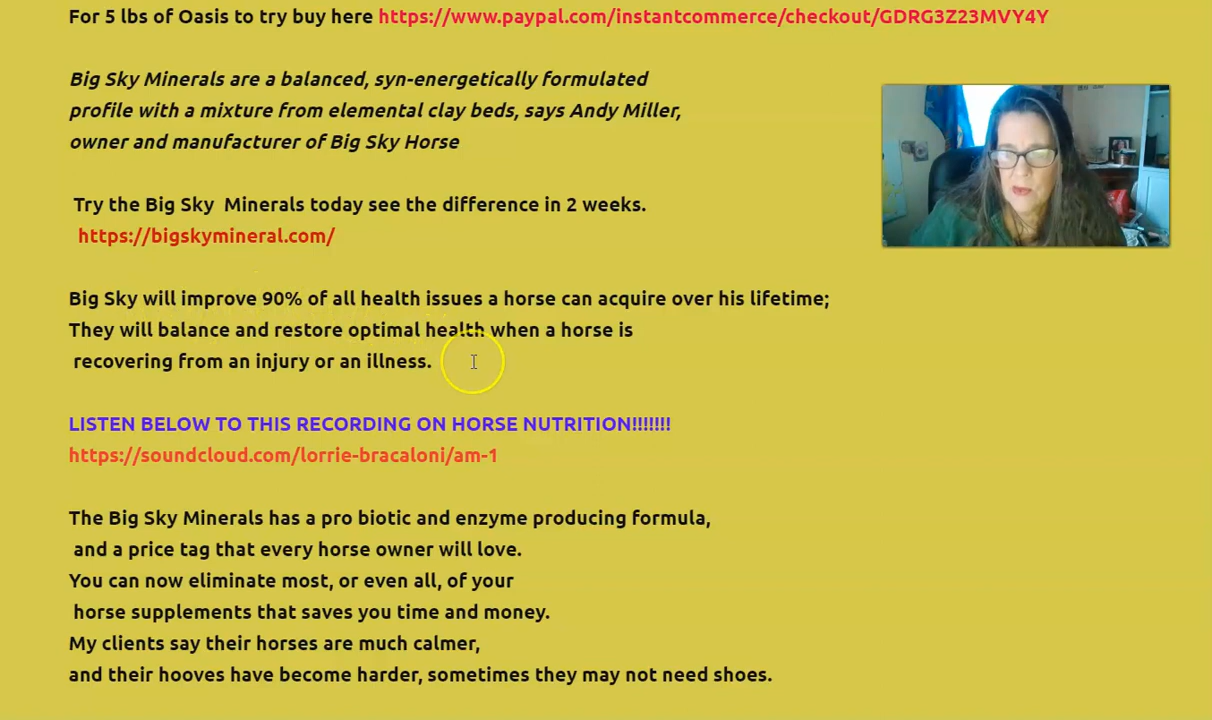 For 5 lbs of Oasis to try buy here https://www.paypal.com/instantcommerce/checkout/GDRG3Z23MVY4Y
Big Sky Minerals are a balanced, syn-energetically formulated
profile with a mixture from elemental clay beds, says Andy Miller,
owner and manufacturer of Big Sky Horse
Try the Big Sky  Minerals today see the difference in 2 weeks.
https://bigskymineral.com/
Big Sky will improve 90% of all health issues a horse can acquire over his lifetime;
They will balance and restore optimal health when a horse is
recovering from an injury or an illness.
LISTEN BELOW TO THIS RECORDING ON HORSE NUTRITION!!!!!!!
https://soundcloud.com/lorrie-bracaloni/am-1
The Big Sky Minerals has a pro biotic and enzyme producing formula,
and a price tag that every horse owner will love.
You can now eliminate most, or even all, of your
horse supplements that saves you time and money.
My clients say their horses are much calmer,
and their hooves have become harder, sometimes they may not need shoes.